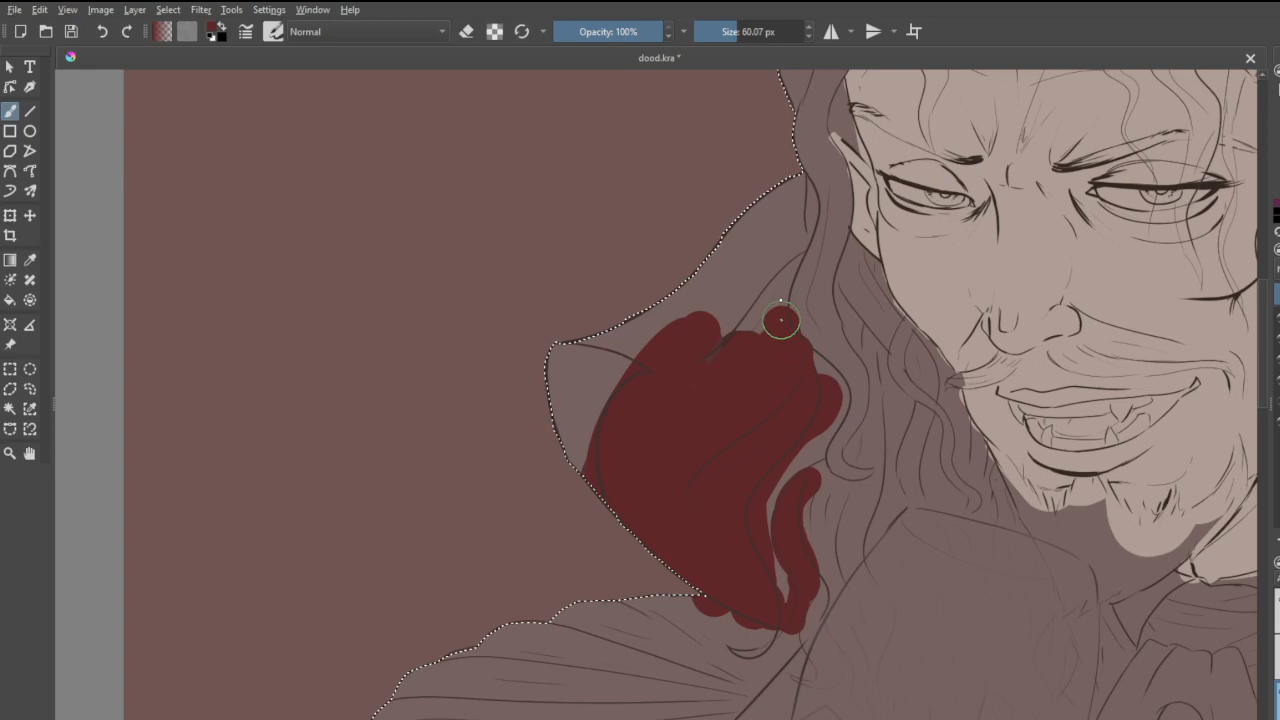 File Edit View Image Layer Select Filter Tools Settings Window Help
Normal Opacity: 100% Size: 60.07 px
dood.kra *